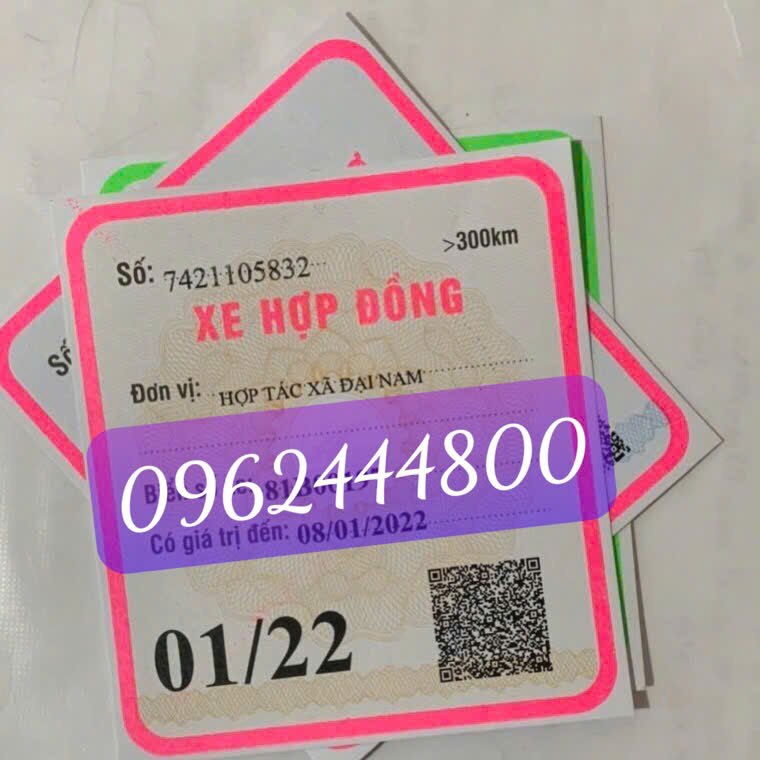 >300km
Số: 7421105832
XE HỢP ĐỒNG
Đơn vị: HỢP TÁC XÃ ĐẠI NAM
0962444800
Có giá trị đến: 08/01/2022
01/22
Số